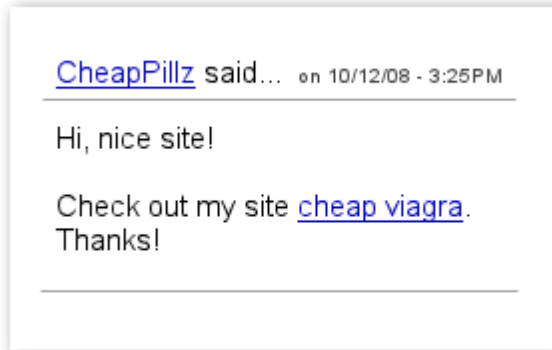 CheapPillz said... on 10/12/08 - 3:25PM
Hi, nice site!
Check out my site cheap viagra.
Thanks!